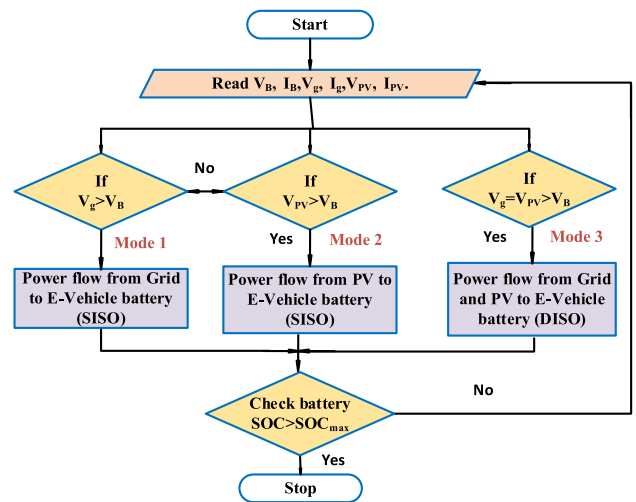 Start
Read V_B, I_B,V_g, I_g,V_PV, I_PV.
If
V_g>V_B
No
If
V_PV>V_B
If
V_g=V_PV>V_B
Mode 1
Yes
Mode 2
Yes
Mode 3
Power flow from Grid
to E-Vehicle battery
(SISO)
Power flow from PV to
E-Vehicle battery
(SISO)
Power flow from Grid
and PV to E-Vehicle
battery (DISO)
Check battery
SOC>SOC_max
No
Yes
Stop